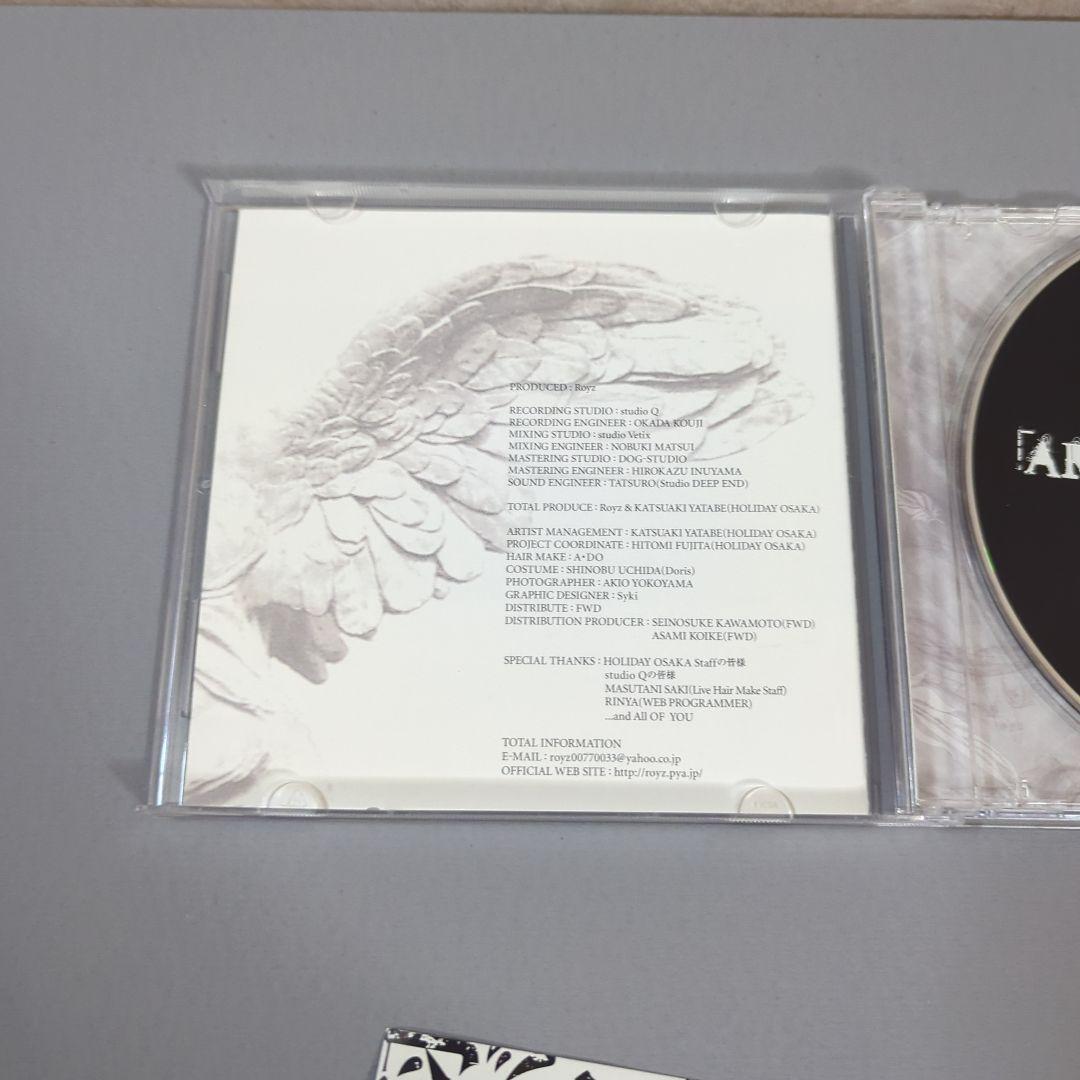 PRODUCED : Royz
RECORDING STUDIO : studio Q
RECORDING ENGINEER : OKADA KOUJI
MIXING STUDIO : studio Vetix
MIXING ENGINEER : NOBUKI MATSUI
MASTERING STUDIO : DOG-STUDIO
MASTERING ENGINEER : HIROKAZU INUYAMA
SOUND ENGINEER : TATSURO(Studio DEEP END)
TOTAL PRODUCE : Royz & KATSUAKI YATABE(HOLIDAY OSAKA)
ARTIST MANAGEMENT : KATSUAKI YATABE(HOLIDAY OSAKA)
PROJECT COORDINATE : HITOMI FUJITA(HOLIDAY OSAKA)
HAIR MAKE : A・DO
COSTUME : SHINOBU UCHIDA(Doris)
PHOTOGRAPHER : AKIO YOKOYAMA
GRAPHIC DESIGNER : Syki
DISTRIBUTE : FWD
DISTRIBUTION PRODUCER : SEINOSUKE KAWAMOTO(FWD)
ASAMI KOIKE(FWD)
SPECIAL THANKS : HOLIDAY OSAKA Staffの皆様
studio Qの皆様
MASUTANI SAKI(Live Hair Make Staff)
RINYA(WEB PROGRAMMER)
...and All OF YOU
TOTAL INFORMATION
E-MAIL : royz00770033@yahoo.co.jp
OFFICIAL WEB SITE : http://royz.pya.jp/